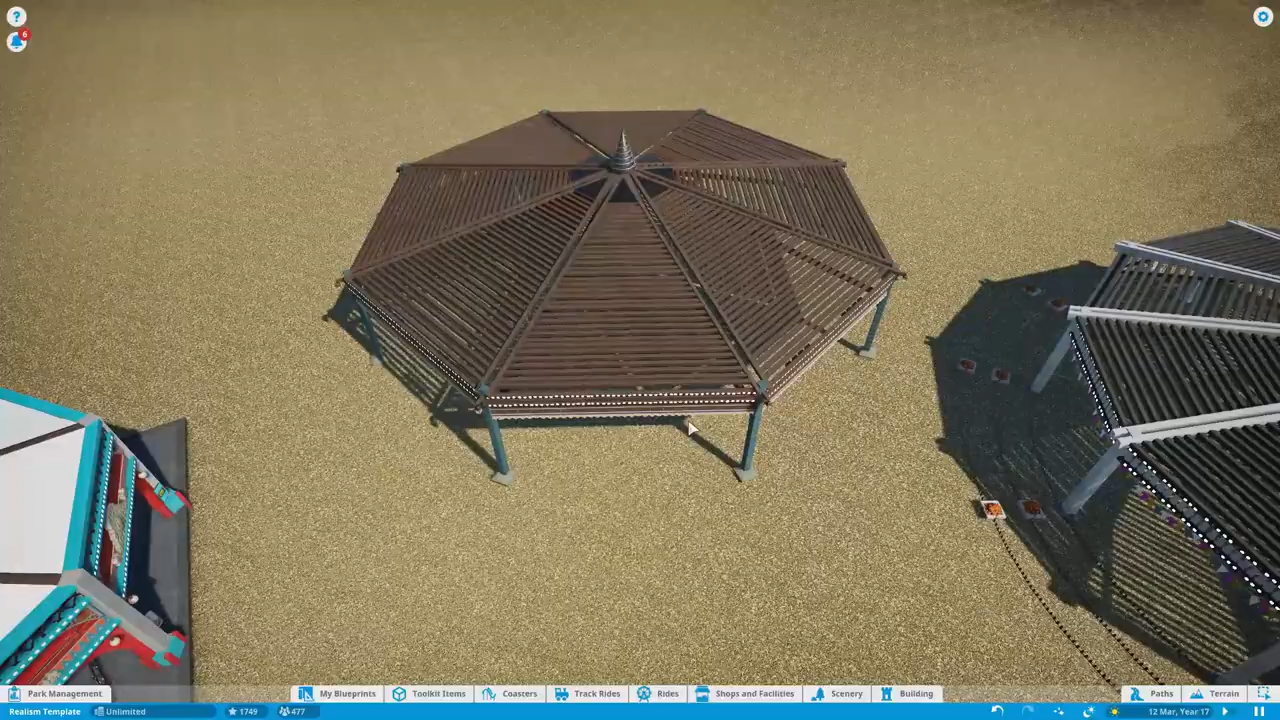 ?
6
Park Management
My Blueprints
Toolkit Items
Coasters
Track Rides
Rides
Shops and Facilities
Scenery
Building
Paths
Terrain
Realism Template
Unlimited
1749
477
12 Mar, Year 17